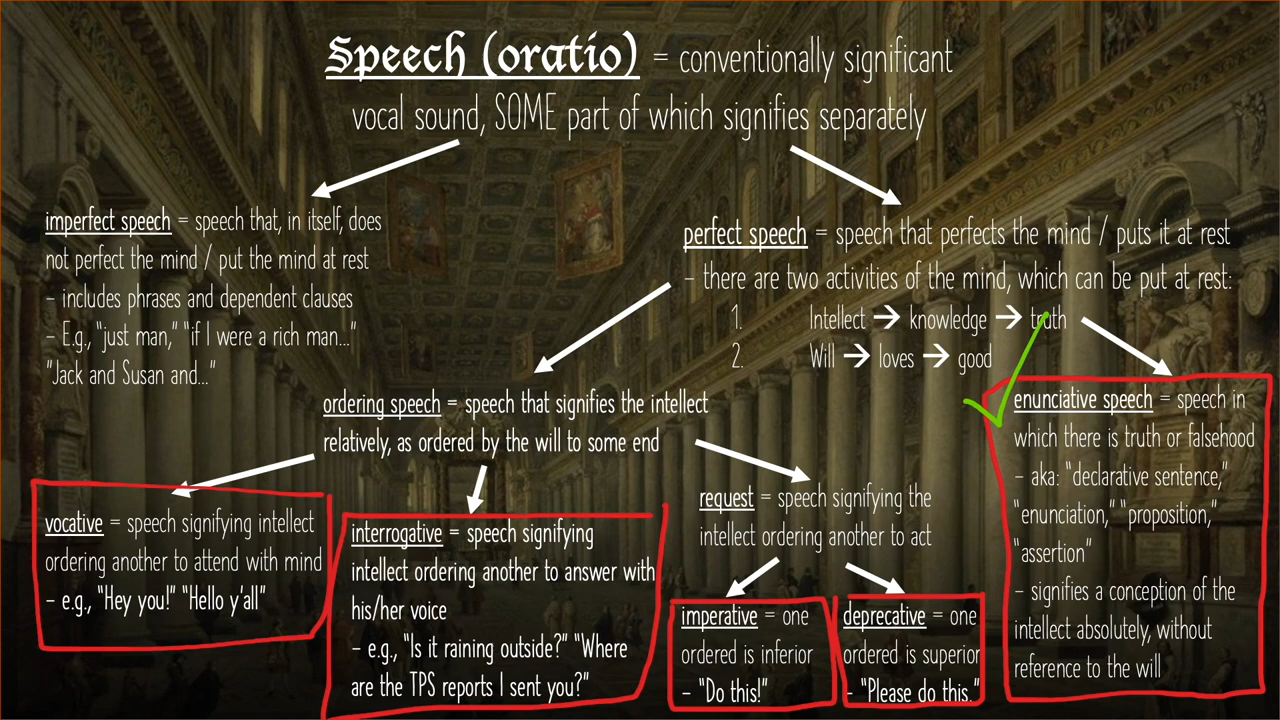 Speech (oratio) = conventionally significant
vocal sound, SOME part of which signifies separately
imperfect speech = speech that, in itself, does
not perfect the mind / put the mind at rest
– includes phrases and dependent clauses
– E.g., “just man,” “if I were a rich man...”
“Jack and Susan and...”
perfect speech = speech that perfects the mind / puts it at rest
– there are two activities of the mind, which can be put at rest:
1. Intellect → knowledge → truth
2. Will → loves → good
ordering speech = speech that signifies the intellect
relatively, as ordered by the will to some end
vocative = speech signifying intellect
ordering another to attend with mind
– e.g., “Hey you!” “Hello y’all”
interrogative = speech signifying
intellect ordering another to answer with
his/her voice
– e.g., “Is it raining outside?” “Where
are the TPS reports I sent you?”
request = speech signifying the
intellect ordering another to act
imperative = one
ordered is inferior
– “Do this!”
deprecative = one
ordered is superior
– “Please do this.”
enunciative speech = speech in
which there is truth or falsehood
– aka: “declarative sentence,”
“enunciation,” “proposition,”
“assertion”
– signifies a conception of the
intellect absolutely, without
reference to the will